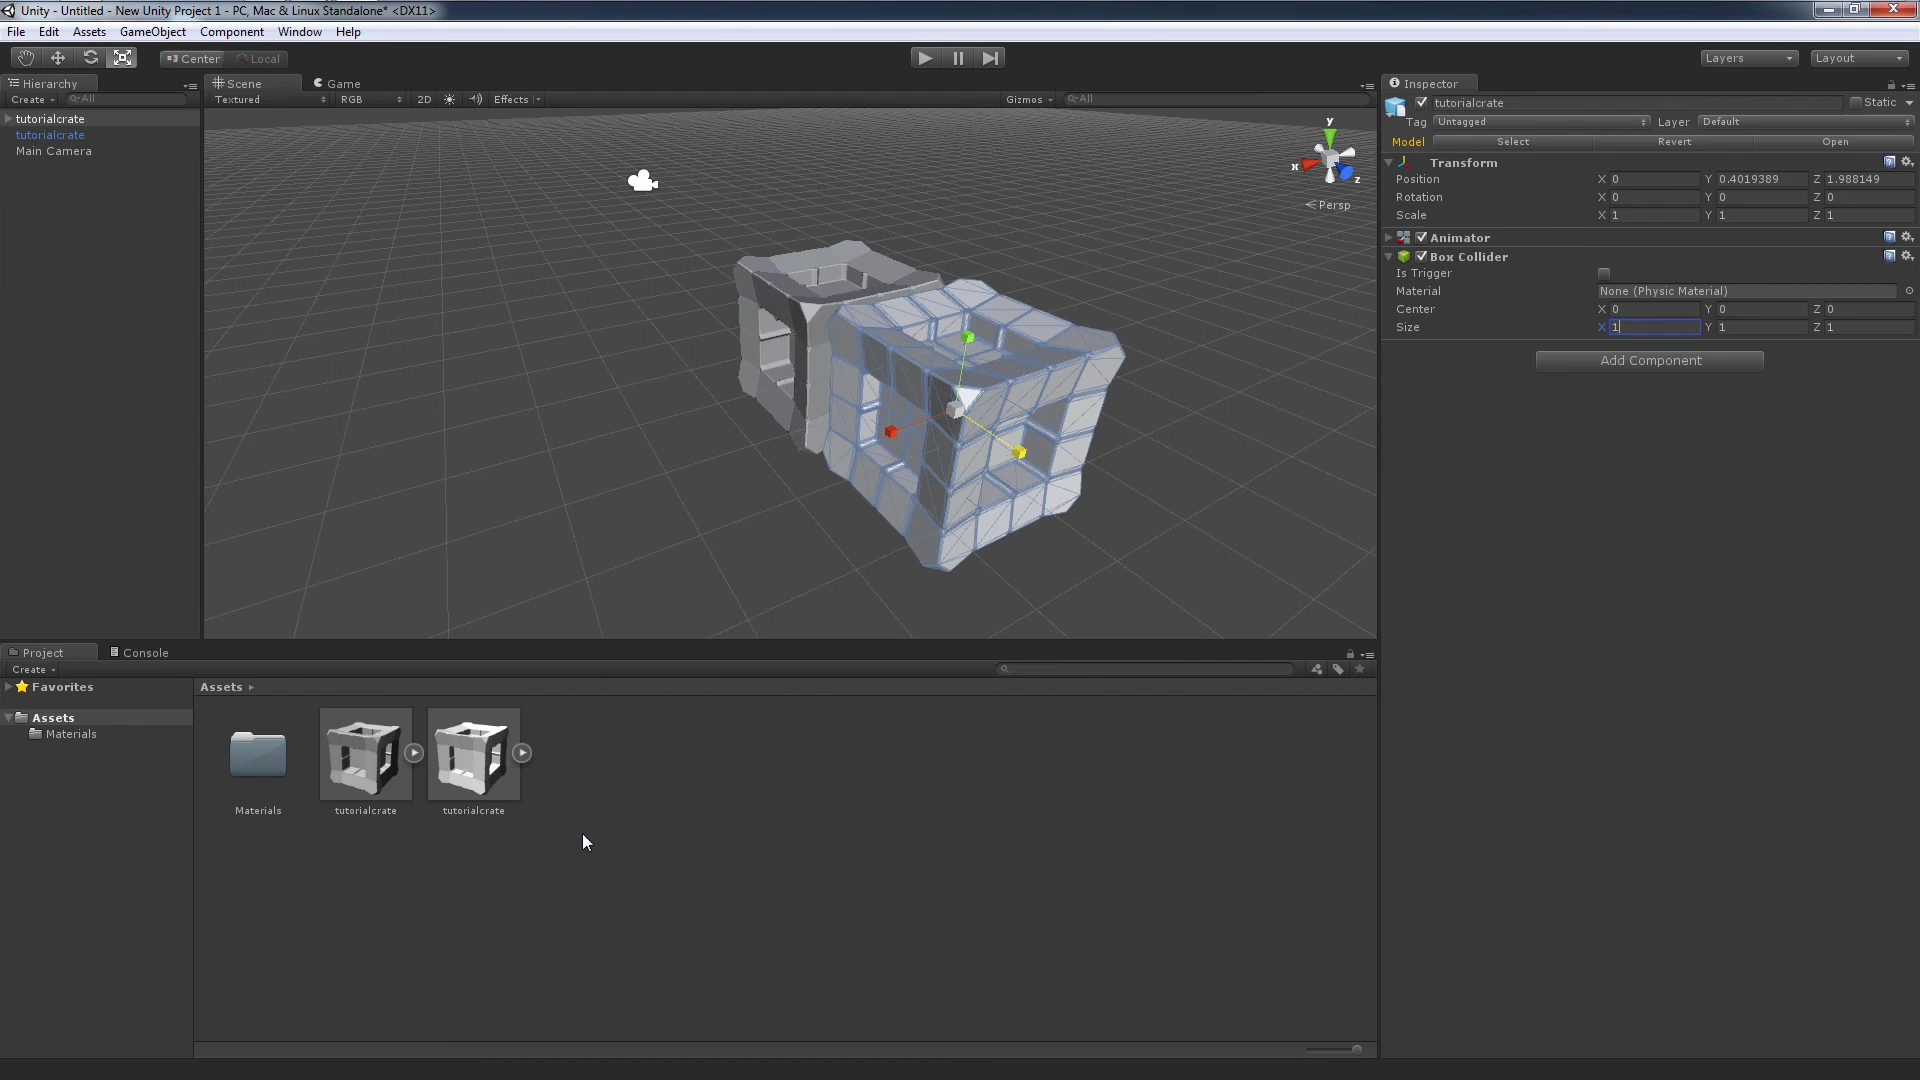 Unity - Untitled - New Unity Project 1 - PC, Mac & Linux Standalone* <DX11>
File Edit Assets GameObject Component Window Help
Center Local Layers Layout
Hierarchy
Create All
tutorialcrate
tutorialcrate
Main Camera
Scene Game
Textured RGB 2D Effects Gizmos All
y
x
z
Persp
Inspector
tutorialcrate Static
Tag Untagged Layer Default
Model Select Revert Open
Transform
Position X 0 Y 0.4019389 Z 1.988149
Rotation X 0 Y 0 Z 0
Scale X 1 Y 1 Z 1
Animator
Box Collider
Is Trigger
Material None (Physic Material)
Center X 0 Y 0 Z 0
Size X 1 Y 1 Z 1
Add Component
Project Console
Create
Favorites
Assets
Materials
Assets
Materials tutorialcrate tutorialcrate